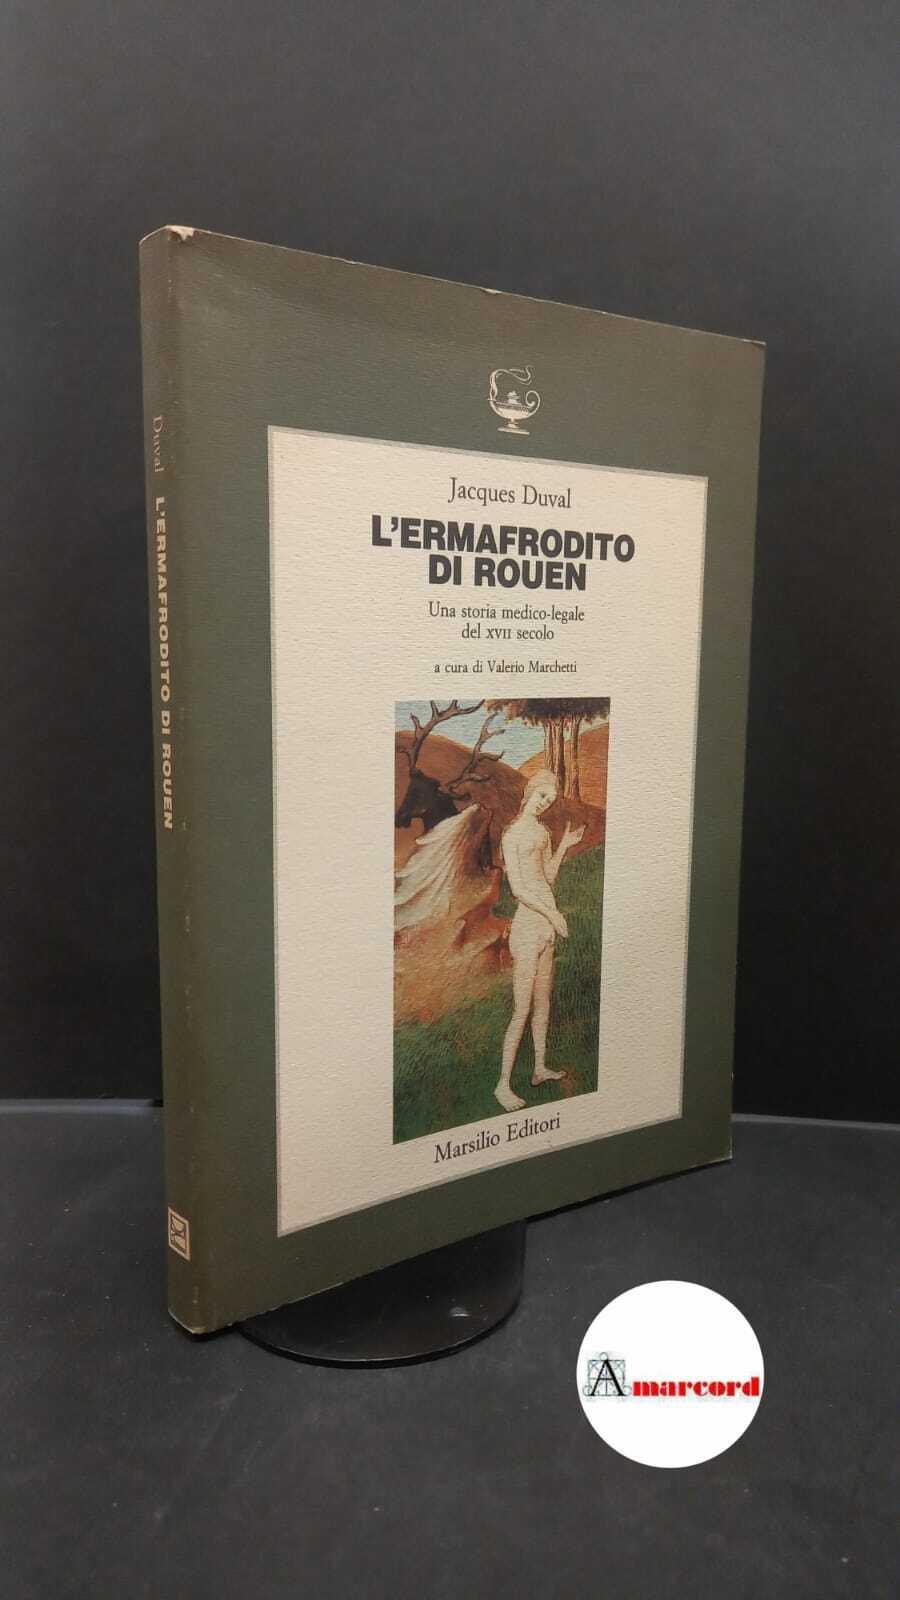 Jacques Duval
L'ERMAFRODITO
DI ROUEN
Una storia medico-legale
del XVII secolo
a cura di Valerio Marchetti
Marsilio Editori
Duval L'ERMAFRODITO DI ROUEN
Amarcord